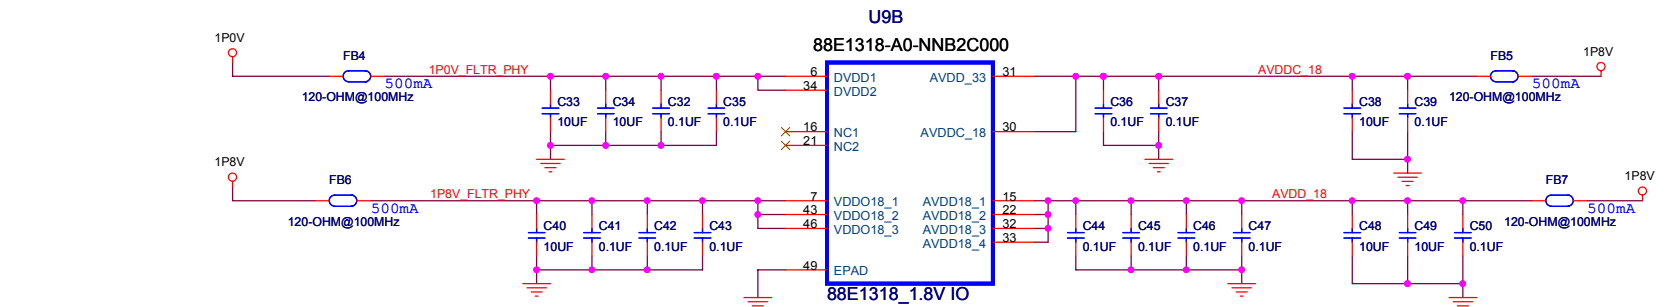 U9B
88E1318-A0-NNB2C000
1P0V
FB4
500mA
120-OHM@100MHz
1P0V_FLTR_PHY
C33
10UF
C34
10UF
C32
0.1UF
C35
0.1UF
6
DVDD1
34
DVDD2
16
NC1
21
NC2
AVDD_33
31
AVDDC_18
30
C36
0.1UF
C37
0.1UF
AVDDC_18
C38
10UF
C39
0.1UF
FB5
500mA
120-OHM@100MHz
1P8V
1P8V
FB6
500mA
120-OHM@100MHz
1P8V_FLTR_PHY
C40
10UF
C41
0.1UF
C42
0.1UF
C43
0.1UF
7
VDDO18_1
43
VDDO18_2
46
VDDO18_3
49
EPAD
AVDD18_1
15
AVDD18_2
22
AVDD18_3
32
AVDD18_4
33
C44
0.1UF
C45
0.1UF
C46
0.1UF
C47
0.1UF
AVDD_18
C48
10UF
C49
10UF
C50
0.1UF
FB7
500mA
120-OHM@100MHz
1P8V
88E1318_1.8V IO